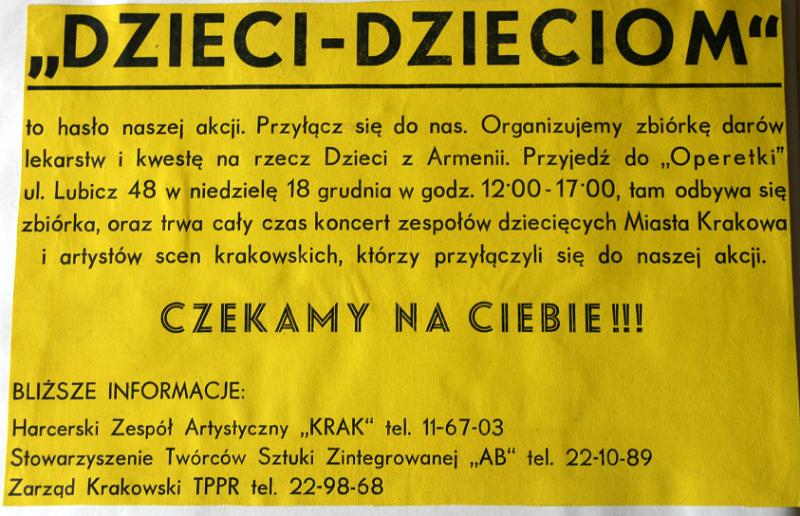 „DZIECI-DZIECIOM“
to hasło naszej akcji. Przyłącz się do nas. Organizujemy zbiórkę darów
lekarstw i kwestę na rzecz Dzieci z Armenii. Przyjedź do „Operetki”
ul. Lubicz 48 w niedzielę 18 grudnia w godz. 12·00-17·00, tam odbywa się
zbiórka, oraz trwa cały czas koncert zespołów dziecięcych Miasta Krakowa
i artystów scen krakowskich, którzy przyłączyli się do naszej akcji.
CZEKAMY NA CIEBIE!!!
BLIŻSZE INFORMACJE:
Harcerski Zespół Artystyczny „KRAK“ tel. 11-67-03
Stowarzyszenie Twórców Sztuki Zintegrowanej „AB“ tel. 22-10-89
Zarząd Krakowski TPPR tel. 22-98-68